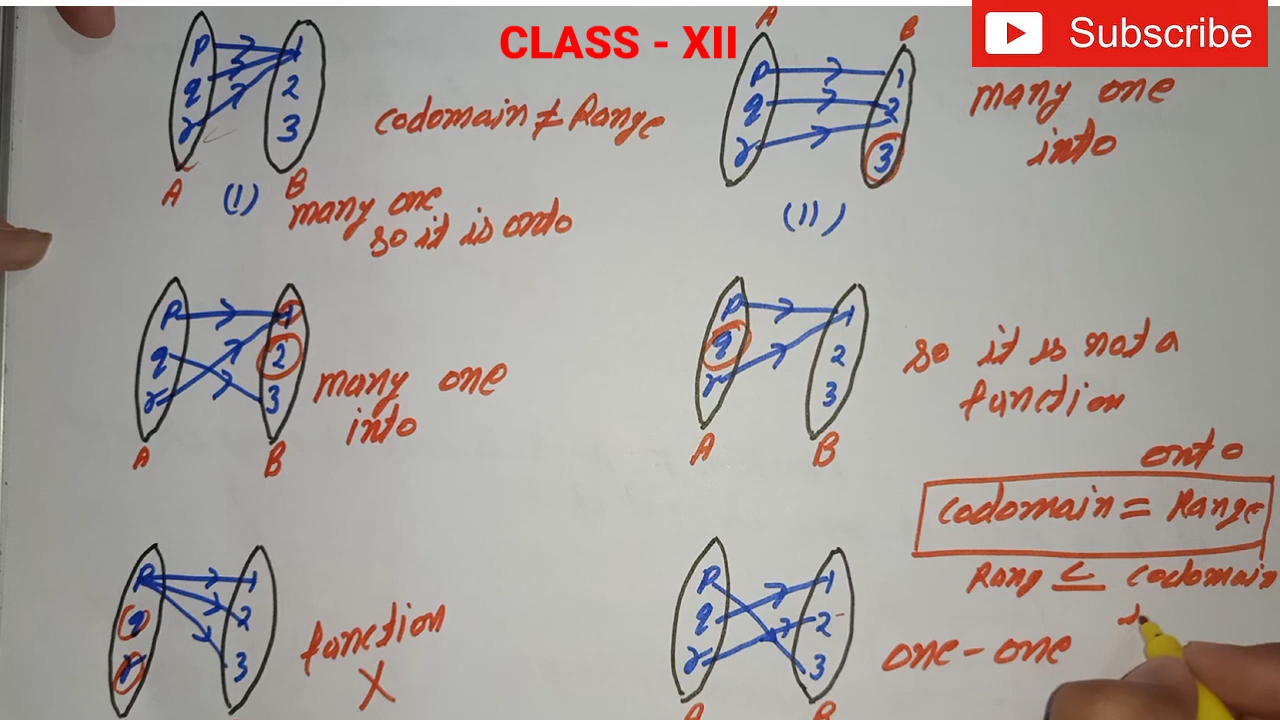 CLASS - XII
Subscribe
p
q
r
1
2
3
A
B
(I)
codomain ≠ Range
many one
so it is onto
A
B
p
q
r
1
2
3
(II)
many one
into
p
q
r
1
2
3
A
B
many one
into
p
q
r
1
2
3
A
B
so it is not a
function
onto
codomain = Range
Rang ⊆ codomain
p
q
r
1
2
3
function
X
p
q
r
1
2
3
A
B
one - one